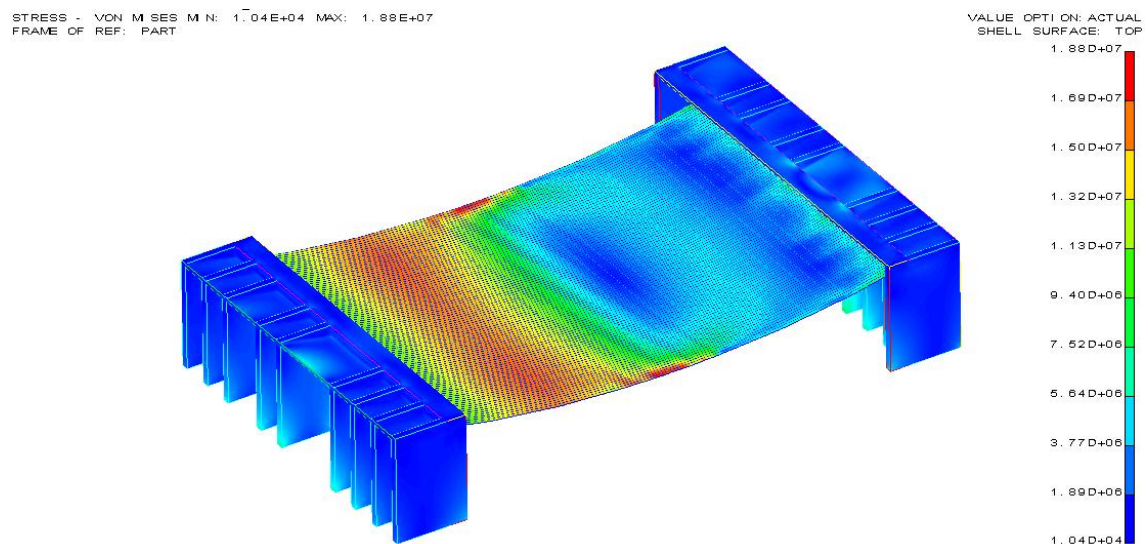 STRESS - VON MISES MIN: 1.04E+04 MAX: 1.88E+07
FRAME OF REF: PART
VALUE OPTION: ACTUAL
SHELL SURFACE: TOP
1.88D+07
1.69D+07
1.50D+07
1.32D+07
1.13D+07
9.40D+06
7.52D+06
5.64D+06
3.77D+06
1.89D+06
1.04D+04